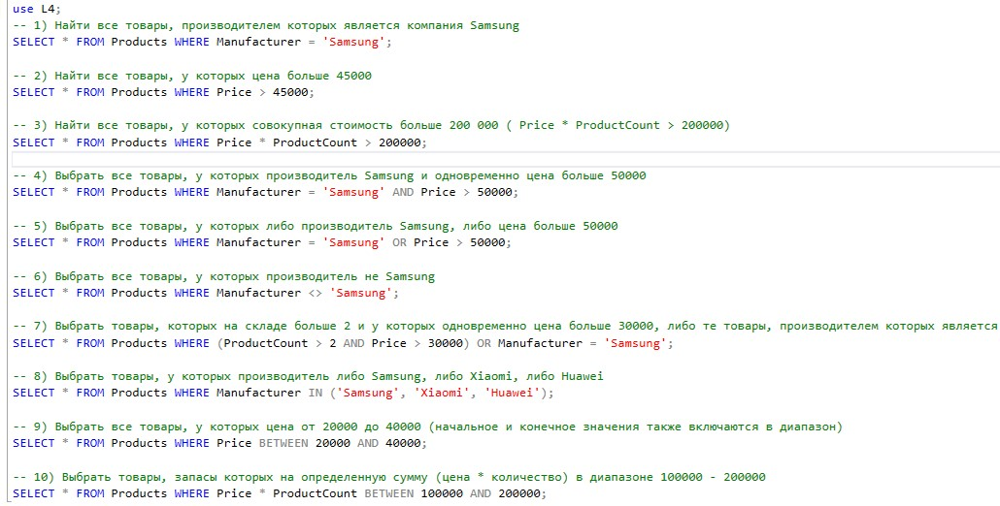 use L4;
-- 1) Найти все товары, производителем которых является компания Samsung
SELECT * FROM Products WHERE Manufacturer = 'Samsung';
-- 2) Найти все товары, у которых цена больше 45000
SELECT * FROM Products WHERE Price > 45000;
-- 3) Найти все товары, у которых совокупная стоимость больше 200 000 ( Price * ProductCount > 200000)
SELECT * FROM Products WHERE Price * ProductCount > 200000;
-- 4) Выбрать все товары, у которых производитель Samsung и одновременно цена больше 50000
SELECT * FROM Products WHERE Manufacturer = 'Samsung' AND Price > 50000;
-- 5) Выбрать все товары, у которых либо производитель Samsung, либо цена больше 50000
SELECT * FROM Products WHERE Manufacturer = 'Samsung' OR Price > 50000;
-- 6) Выбрать все товары, у которых производитель не Samsung
SELECT * FROM Products WHERE Manufacturer <> 'Samsung';
-- 7) Выбрать товары, которых на складе больше 2 и у которых одновременно цена больше 30000, либо те товары, производителем которых является
SELECT * FROM Products WHERE (ProductCount > 2 AND Price > 30000) OR Manufacturer = 'Samsung';
-- 8) Выбрать товары, у которых производитель либо Samsung, либо Xiaomi, либо Huawei
SELECT * FROM Products WHERE Manufacturer IN ('Samsung', 'Xiaomi', 'Huawei');
-- 9) Выбрать все товары, у которых цена от 20000 до 40000 (начальное и конечное значения также включаются в диапазон)
SELECT * FROM Products WHERE Price BETWEEN 20000 AND 40000;
-- 10) Выбрать товары, запасы которых на определенную сумму (цена * количество) в диапазоне 100000 - 200000
SELECT * FROM Products WHERE Price * ProductCount BETWEEN 100000 AND 200000;